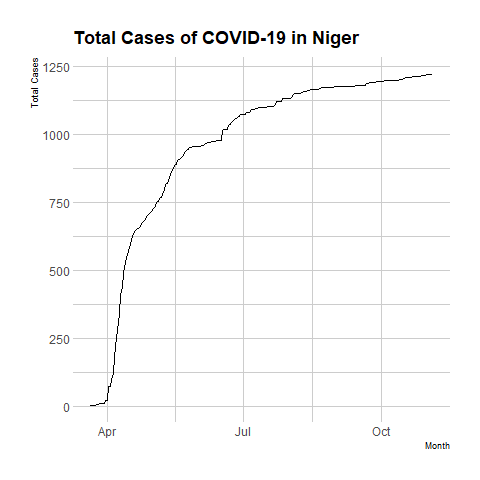 Total Cases of COVID-19 in Niger
Total Cases
1250
1000
750
500
250
0
Apr
Jul
Oct
Month